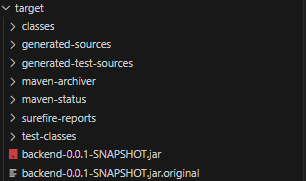 target
classes
generated-sources
generated-test-sources
maven-archiver
maven-status
surefire-reports
test-classes
backend-0.0.1-SNAPSHOT.jar
backend-0.0.1-SNAPSHOT.jar.original